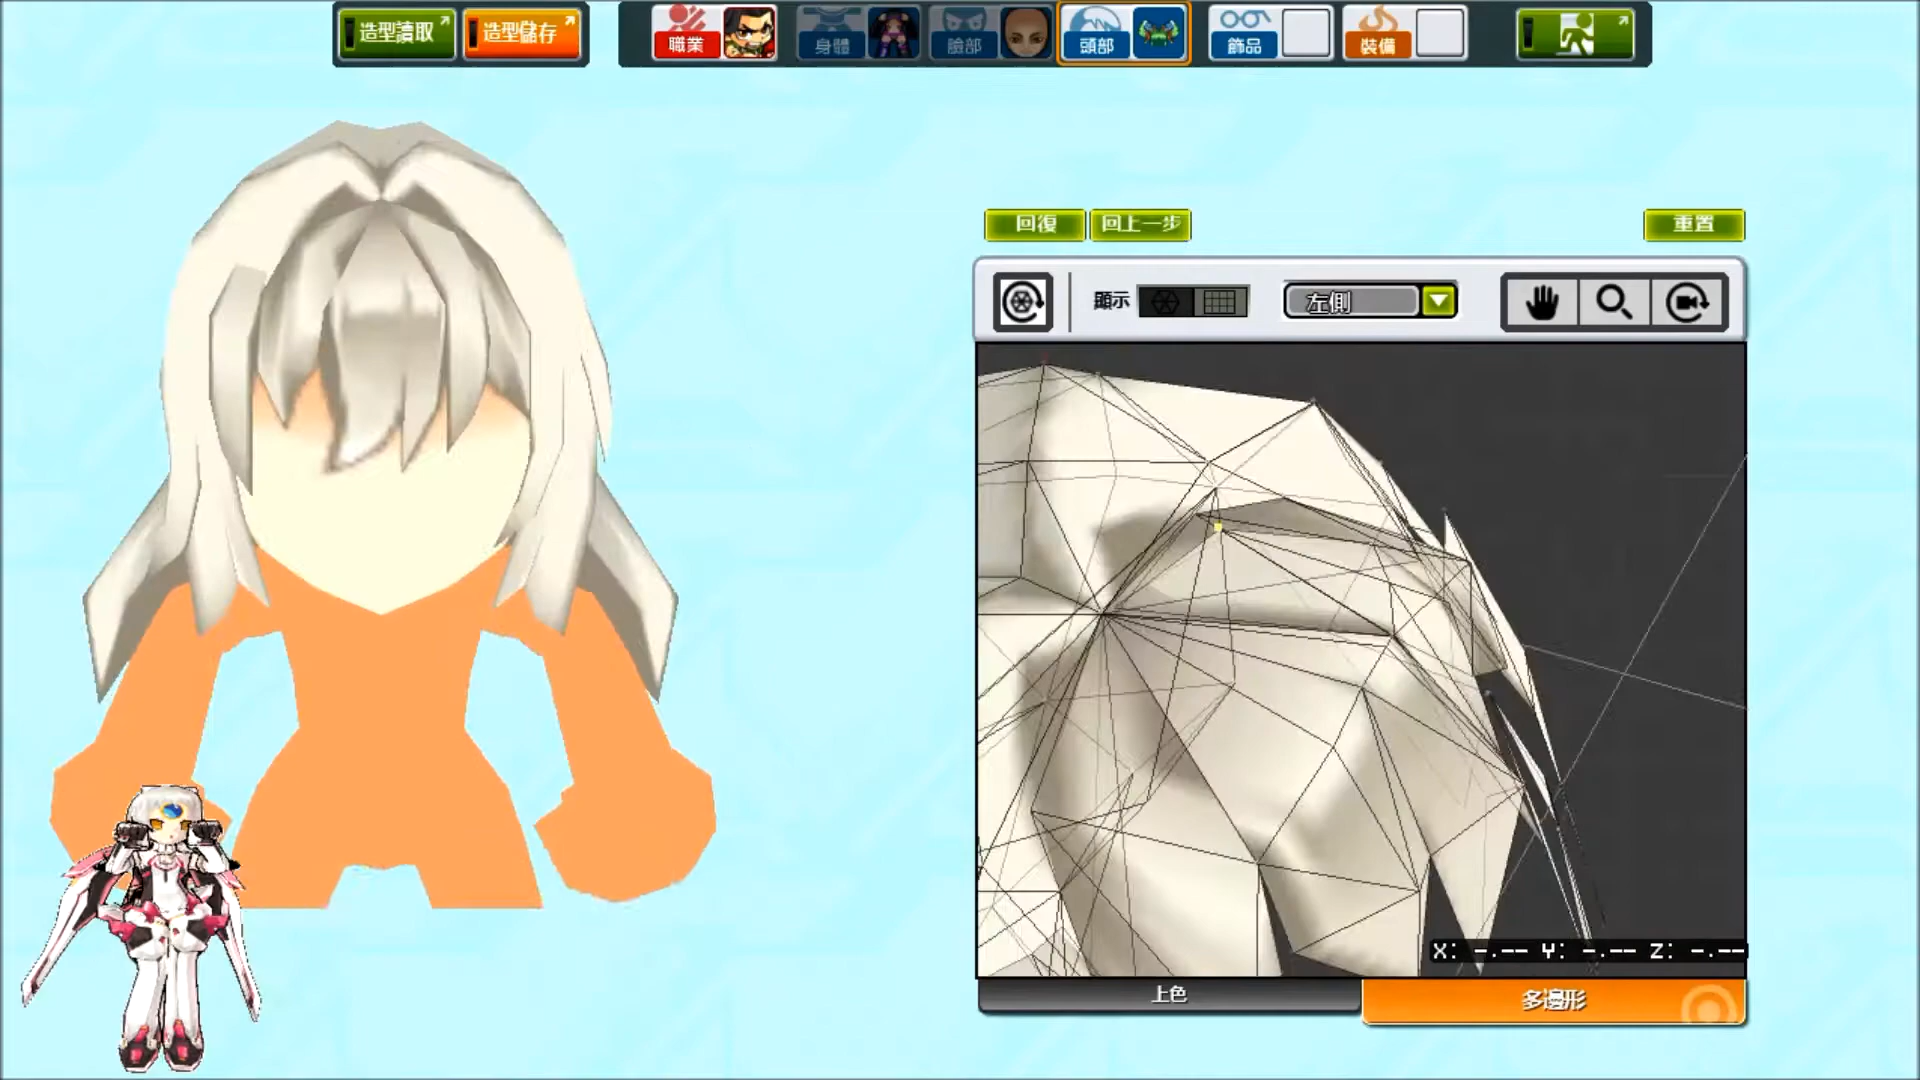 造型讀取
造型儲存
職業
身體
臉部
頭部
飾品
裝備
回復
回上一步
重置
顯示
左側
X: -.-- Y: -.-- Z: -.--
上色
多邊形